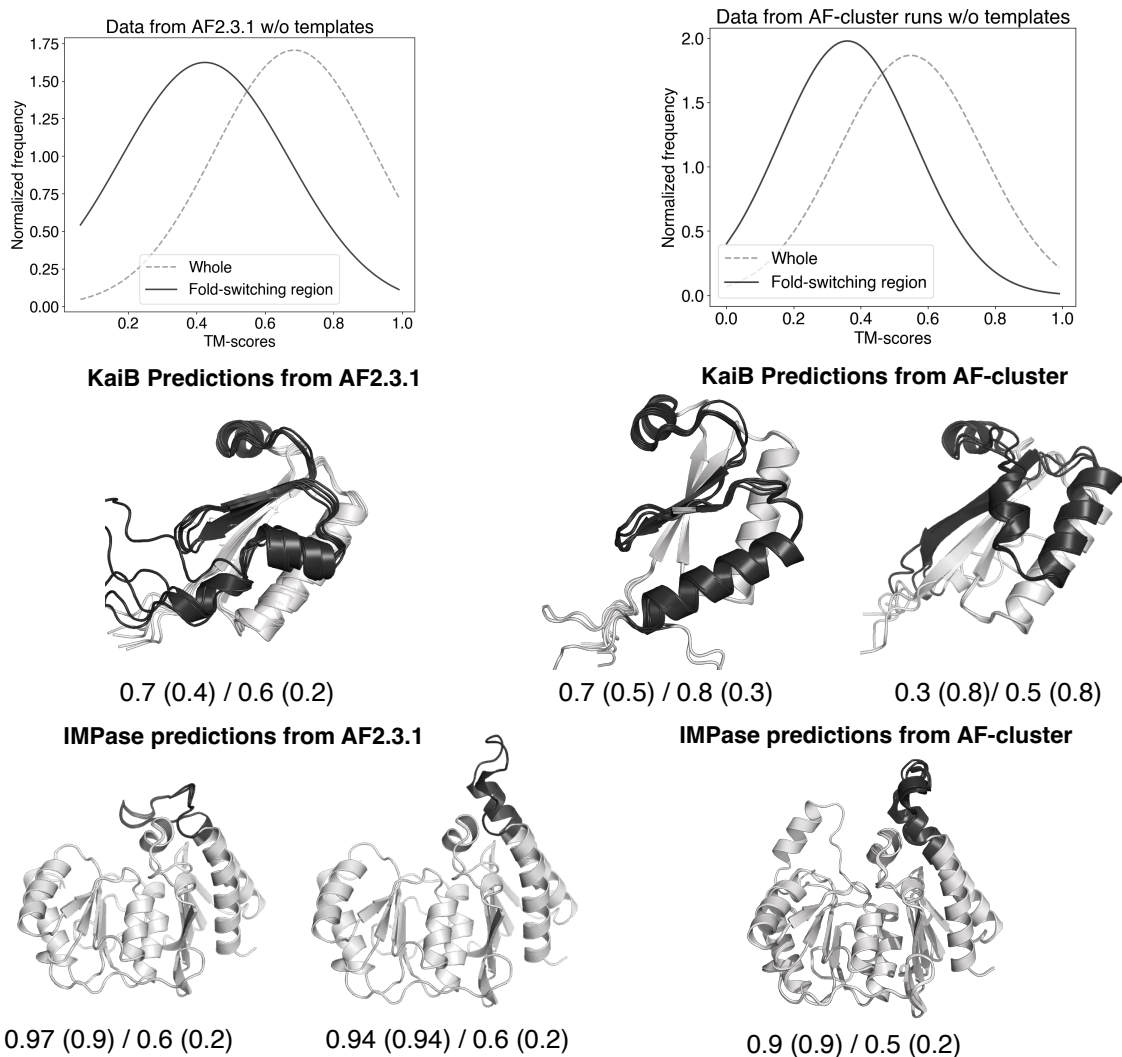 Data from AF2.3.1 w/o templates
Normalized frequency
1.75
1.50
1.25
1.00
0.75
0.50
0.25
0.00
Whole
Fold-switching region
0.2 0.4 0.6 0.8 1.0
TM-scores
Data from AF-cluster runs w/o templates
Normalized frequency
2.0
1.5
1.0
0.5
0.0
Whole
Fold-switching region
0.0 0.2 0.4 0.6 0.8 1.0
TM-scores
KaiB Predictions from AF2.3.1
KaiB Predictions from AF-cluster
0.7 (0.4) / 0.6 (0.2)
0.7 (0.5) / 0.8 (0.3)
0.3 (0.8)/ 0.5 (0.8)
IMPase predictions from AF2.3.1
IMPase predictions from AF-cluster
0.97 (0.9) / 0.6 (0.2)
0.94 (0.94) / 0.6 (0.2)
0.9 (0.9) / 0.5 (0.2)